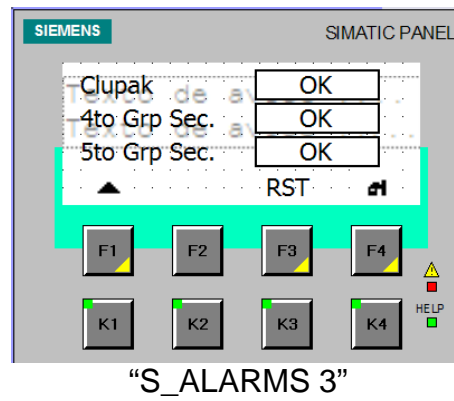 SIEMENS SIMATIC PANEL
Clupak OK
4to Grp Sec. OK
5to Grp Sec. OK
RST
F1 F2 F3 F4
K1 K2 K3 K4
HELP
“S_ALARMS 3”